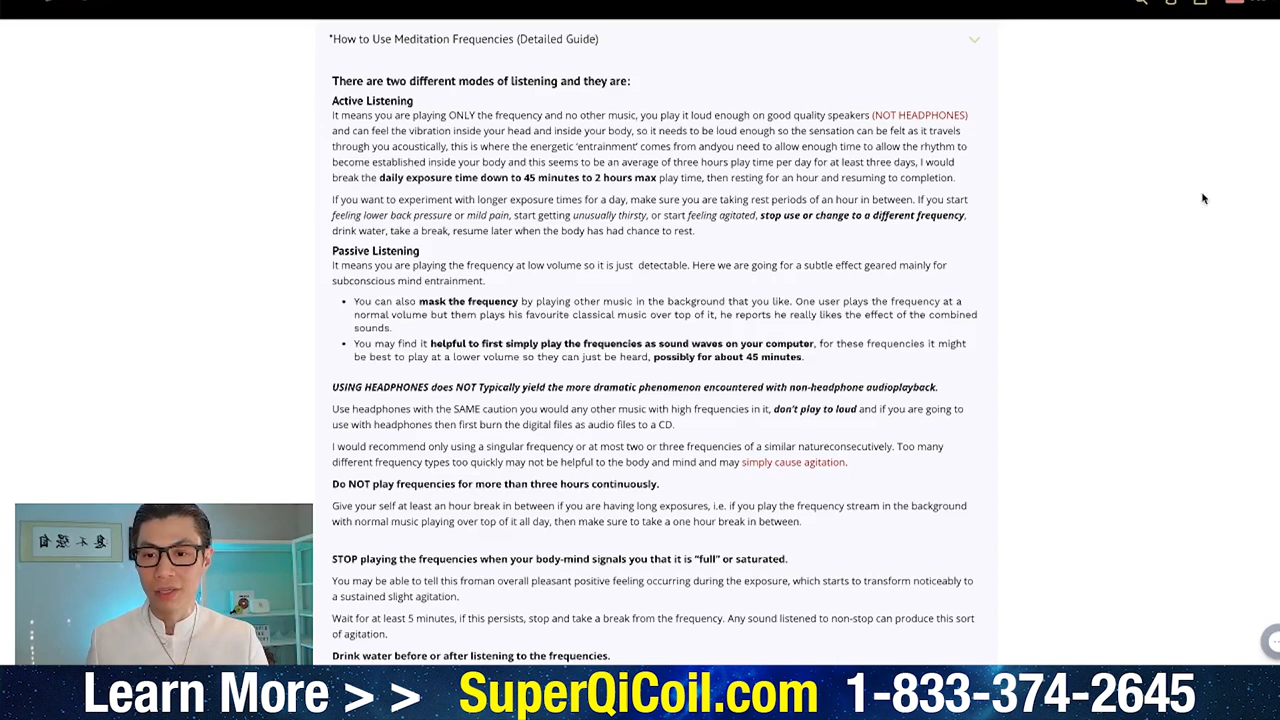 *How to Use Meditation Frequencies (Detailed Guide)
There are two different modes of listening and they are:
Active Listening
It means you are playing ONLY the frequency and no other music, you play it loud enough on good quality speakers (NOT HEADPHONES)
and can feel the vibration inside your head and inside your body, so it needs to be loud enough so the sensation can be felt as it travels
through you acoustically, this is where the energetic ‘entrainment’ comes from andyou need to allow enough time to allow the rhythm to
become established inside your body and this seems to be an average of three hours play time per day for at least three days, I would
break the daily exposure time down to 45 minutes to 2 hours max play time, then resting for an hour and resuming to completion.
If you want to experiment with longer exposure times for a day, make sure you are taking rest periods of an hour in between. If you start
feeling lower back pressure or mild pain, start getting unusually thirsty, or start feeling agitated, stop use or change to a different frequency,
drink water, take a break, resume later when the body has had chance to rest.
Passive Listening
It means you are playing the frequency at low volume so it is just detectable. Here we are going for a subtle effect geared mainly for
subconscious mind entrainment.
• You can also mask the frequency by playing other music in the background that you like. One user plays the frequency at a
normal volume but them plays his favourite classical music over top of it, he reports he really likes the effect of the combined
sounds.
• You may find it helpful to first simply play the frequencies as sound waves on your computer, for these frequencies it might
be best to play at a lower volume so they can just be heard, possibly for about 45 minutes.
USING HEADPHONES does NOT Typically yield the more dramatic phenomenon encountered with non-headphone audioplayback.
Use headphones with the SAME caution you would any other music with high frequencies in it, don’t play to loud and if you are going to
use with headphones then first burn the digital files as audio files to a CD.
I would recommend only using a singular frequency or at most two or three frequencies of a similar natureconsecutively. Too many
different frequency types too quickly may not be helpful to the body and mind and may simply cause agitation.
Do NOT play frequencies for more than three hours continuously.
Give your self at least an hour break in between if you are having long exposures, i.e. if you play the frequency stream in the background
with normal music playing over top of it all day, then make sure to take a one hour break in between.
STOP playing the frequencies when your body-mind signals you that it is “full” or saturated.
You may be able to tell this froman overall pleasant positive feeling occurring during the exposure, which starts to transform noticeably to
a sustained slight agitation.
Wait for at least 5 minutes, if this persists, stop and take a break from the frequency. Any sound listened to non-stop can produce this sort
of agitation.
Drink water before or after listening to the frequencies.
自強不息
Learn More > > SuperQiCoil.com 1-833-374-2645